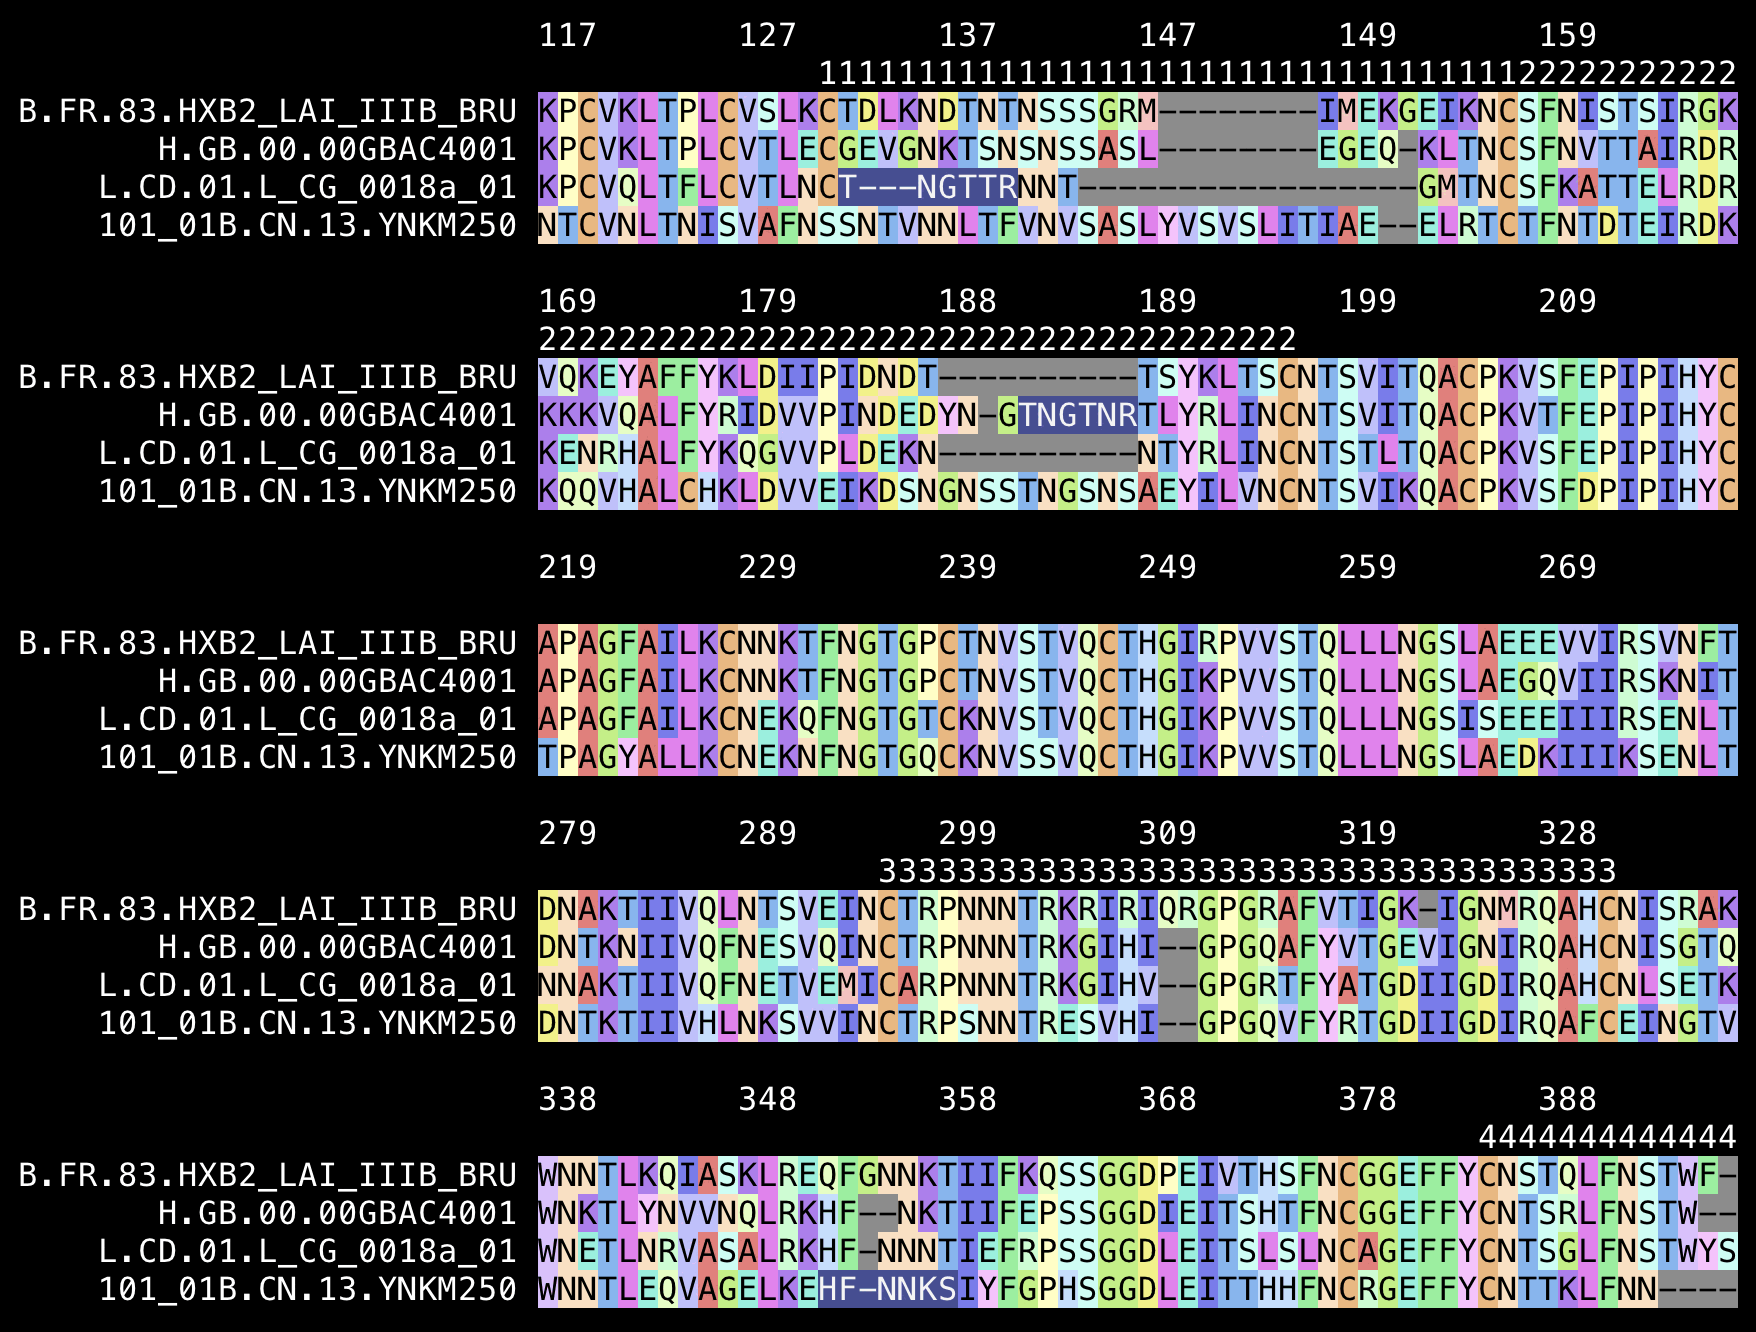 117 127 137 147 149 159
1111111111111111111111111111111111122222222222
B.FR.83.HXB2_LAI_IIIB_BRU KPCVKLTPLCVSLKCTDLKNDTNTNSSSGRM--------IMEKGEIKNCSFNISTSIRGK
H.GB.00.00GBAC4001 KPCVKLTPLCVTLECGEVGNKTSNSNSSASL--------EGEQ-KLTNCSFNVTTAIRDR
L.CD.01.L_CG_0018a_01 KPCVQLTFLCVTLNCT---NGTTRNNT-----------------GMTNCSFKATTELRDR
101_01B.CN.13.YNKM250 NTCVNLTNISVAFNSSNTVNNLTFVNVSASLYVSVSLITIAE--ELRTCTFNTDTEIRDK
169 179 188 189 199 209
22222222222222222222222222222222222222
B.FR.83.HXB2_LAI_IIIB_BRU VQKEYAFFYKLDIIPIDNDT----------TSYKLTSCNTSVITQACPKVSFEPIPIHYC
H.GB.00.00GBAC4001 KKKVQALFYRIDVVPINDEDYN-GTNGTNRTLYRLINCNTSVITQACPKVTFEPIPIHYC
L.CD.01.L_CG_0018a_01 KENRHALFYKQGVVPLDEKN----------NTYRLINCNTSTLTQACPKVSFEPIPIHYC
101_01B.CN.13.YNKM250 KQQVHALCHKLDVVEIKDSNGNSSTNGSNSAEYILVNCNTSVIKQACPKVSFDPIPIHYC
219 229 239 249 259 269
B.FR.83.HXB2_LAI_IIIB_BRU APAGFAILKCNNKTFNGTGPCTNVSTVQCTHGIRPVVSTQLLLNGSLAEEEVVIRSVNFT
H.GB.00.00GBAC4001 APAGFAILKCNNKTFNGTGPCTNVSTVQCTHGIKPVVSTQLLLNGSLAEGQVIIRSKNIT
L.CD.01.L_CG_0018a_01 APAGFAILKCNEKQFNGTGTCKNVSTVQCTHGIKPVVSTQLLLNGSISEEEIIIRSENLT
101_01B.CN.13.YNKM250 TPAGYALLKCNEKNFNGTGQCKNVSSVQCTHGIKPVVSTQLLLNGSLAEDKIIIKSENLT
279 289 299 309 319 328
3333333333333333333333333333333333333
B.FR.83.HXB2_LAI_IIIB_BRU DNAKTIIVQLNTSVEINCTRPNNNTRKRIRIQRGPGRAFVTIGK-IGNMRQAHCNISRAK
H.GB.00.00GBAC4001 DNTKNIIVQFNESVQINCTRPNNNTRKGIHI--GPGQAFYVTGEVIGNIRQAHCNISGTQ
L.CD.01.L_CG_0018a_01 NNAKTIIVQFNETVEMICARPNNNTRKGIHV--GPGRTFYATGDIIGDIRQAHCNLSETK
101_01B.CN.13.YNKM250 DNTKTIIVHLNKSVVINCTRPSNNTRESVHI--GPGQVFYRTGDIIGDIRQAFCEINGTV
338 348 358 368 378 388
4444444444444
B.FR.83.HXB2_LAI_IIIB_BRU WNNTLKQIASKLREQFGNNKTIIFKQSSGGDPEIVTHSFNCGGEFFYCNSTQLFNSTWF-
H.GB.00.00GBAC4001 WNKTLYNVVNQLRKHF--NKTIIFEPSSGGDIEITSHTFNCGGEFFYCNTSRLFNSTW--
L.CD.01.L_CG_0018a_01 WNETLNRVASALRKHF-NNNTIEFRPSSGGDLEITSLSLNCAGEFFYCNTSGLFNSTWYS
101_01B.CN.13.YNKM250 WNNTLEQVAGELKEHF-NNKSIYFGPHSGGDLEITTHHFNCRGEFFYCNTTKLFNN----